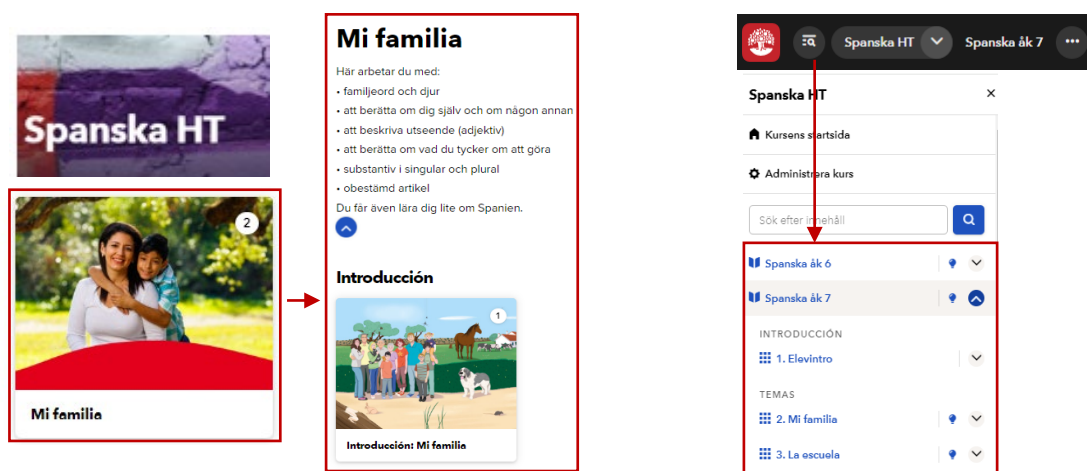 Spanska HT
2
Mi familia
Mi familia
Här arbetar du med:
• familjeord och djur
• att berätta om dig själv och om någon annan
• att beskriva utseende (adjektiv)
• att berätta om vad du tycker om att göra
• substantiv i singular och plural
• obestämd artikel
Du får även lära dig lite om Spanien.
Introducción
1
Introducción: Mi familia
Spanska HT Spanska åk 7 •••
Spanska HT ×
Kursens startsida
Administrera kurs
Sök efter innehåll
Spanska åk 6
Spanska åk 7
INTRODUCCIÓN
1. Elevintro
TEMAS
2. Mi familia
3. La escuela